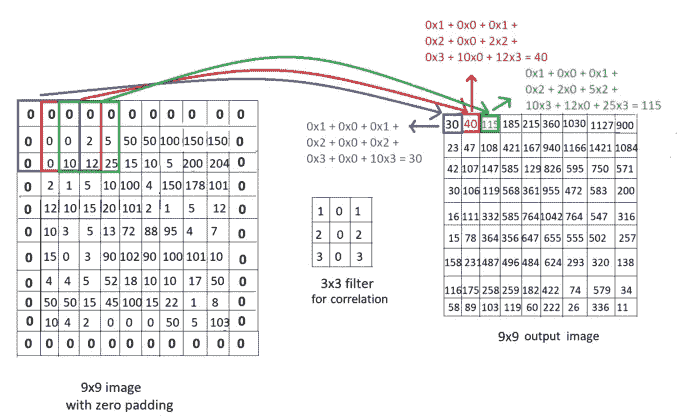 0x1 + 0x0 + 0x1 +
0x2 + 0x0 + 2x2 +
0x3 + 10x0 + 12x3 = 40
0x1 + 0x0 + 0x1 +
0x2 + 2x0 + 5x2 +
10x3 + 12x0 + 25x3 = 115
0x1 + 0x0 + 0x1 +
0x2 + 0x0 + 0x2 +
0x3 + 0x0 + 10x3 = 30
0 0 0 0 0 0 0 0 0 0 0
0 0 0 2 5 50 50 100 150 150 0
0 0 10 12 25 15 10 5 200 204 0
0 2 1 5 10 100 4 150 178 101 0
0 12 10 15 20 101 2 1 5 12 0
0 10 3 5 13 72 88 95 4 7 0
0 15 0 3 90 102 90 100 101 10 0
0 4 4 5 52 18 10 10 17 50 0
0 50 50 15 45 100 15 22 1 8 0
0 10 4 2 0 0 0 50 5 103 0
0 0 0 0 0 0 0 0 0 0 0
9x9 image
with zero padding
1 0 1
2 0 2
3 0 3
3x3 filter
for correlation
30 40 115 185 215 360 1030 1127 900
23 47 108 421 167 940 1166 1421 1084
42 107 147 585 129 826 595 750 571
30 106 119 568 361 955 472 583 200
16 111 332 585 764 1042 764 547 316
15 78 364 356 647 655 555 502 257
158 231 487 496 484 624 293 320 138
116 175 258 259 182 422 74 579 34
58 89 103 119 60 222 26 336 11
9x9 output image